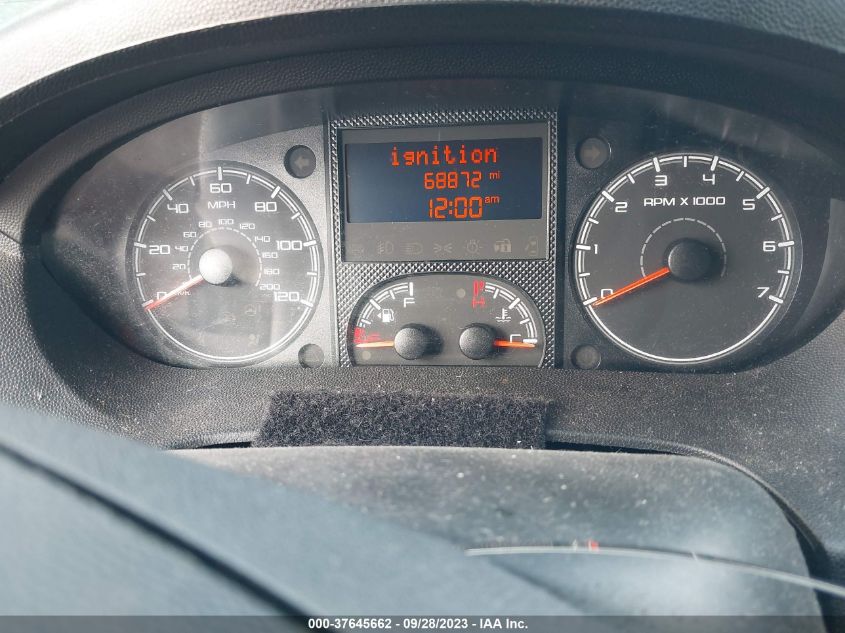 ignition
68872 mi
12:00 am
0 20 40 60 80 100 120
MPH
20 40 60 80 100 120 140 160 180 200
F
C
0 1 2 3 4 5 6 7
RPM X 1000
000-37645662 - 09/28/2023 - IAA Inc.